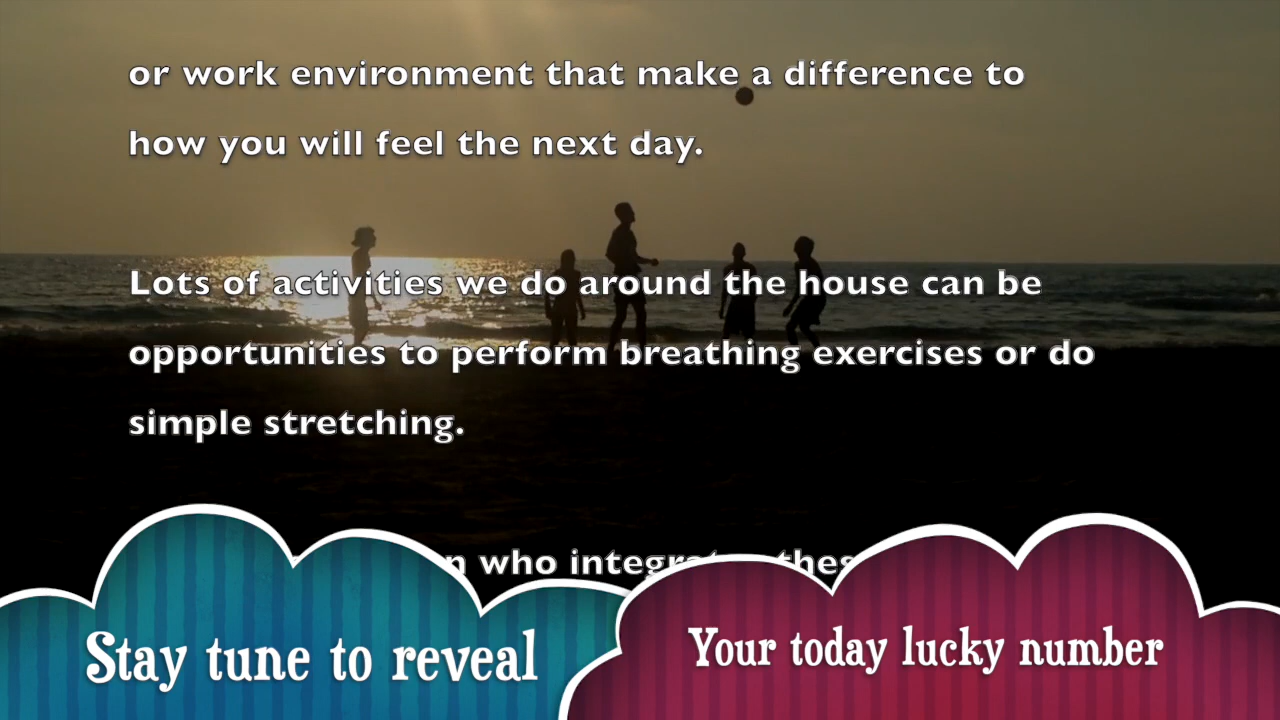 or work environment that make a difference to
how you will feel the next day.
Lots of activities we do around the house can be
opportunities to perform breathing exercises or do
simple stretching.
who
Stay tune to reveal
Your today lucky number